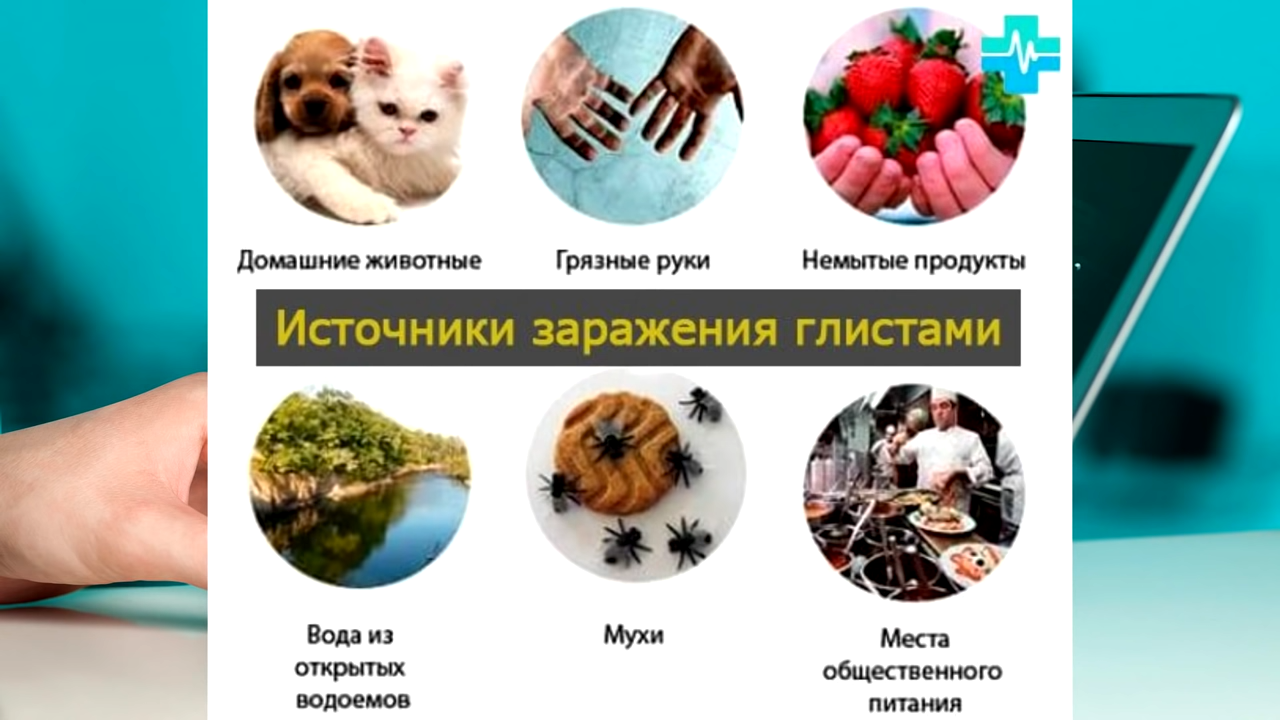 Домашние животные
Грязные руки
Немытые продукты
Источники заражения глистами
Вода из
открытых
водоемов
Мухи
Места
общественного
питания